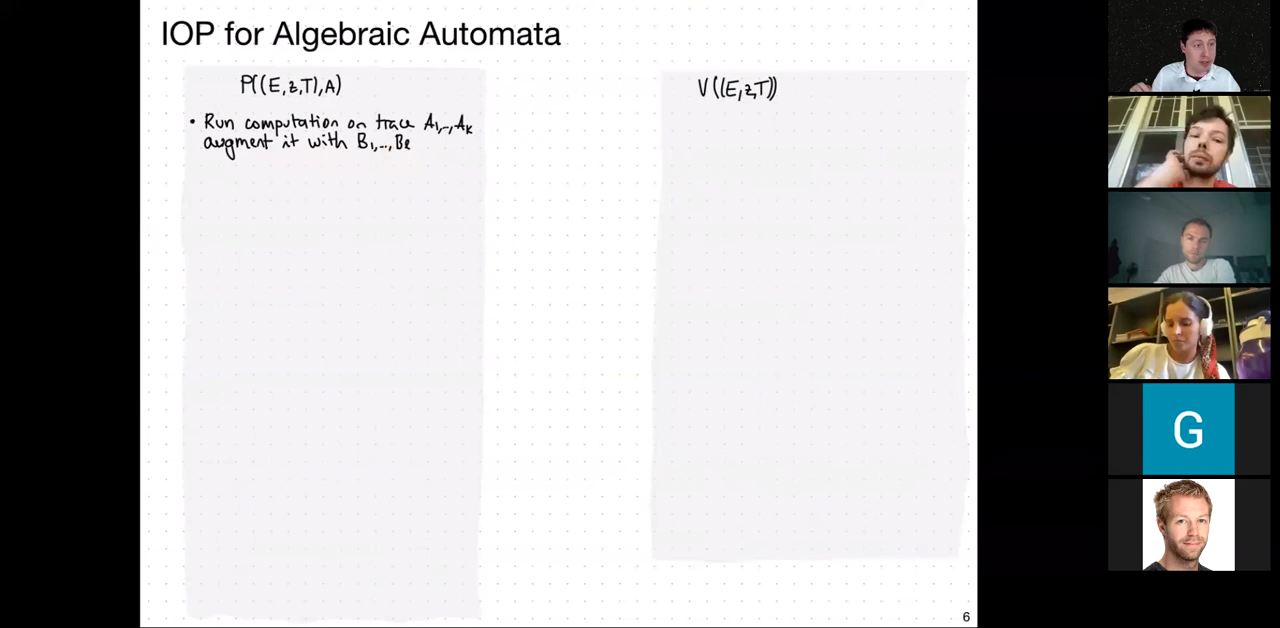 IOP for Algebraic Automata
P((E,z,T),A)
• Run computation on trace A1,..,Ak
augment it with B1,...,Bℓ
V((E,z,T))
G
6